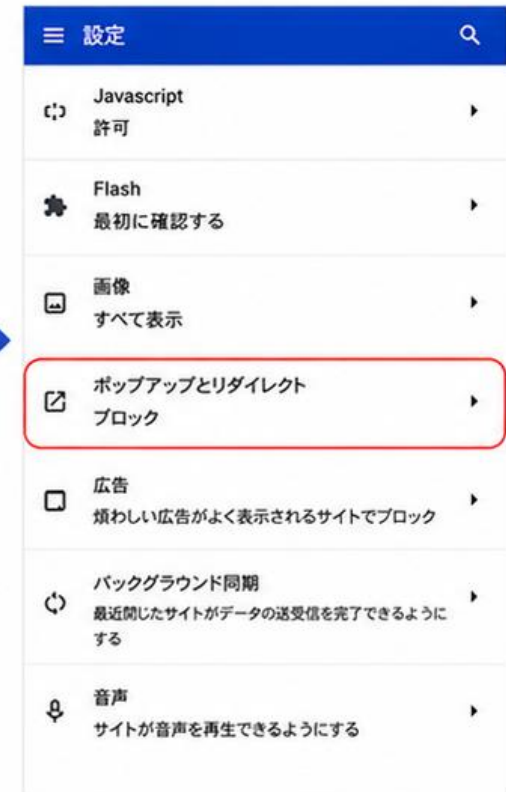 設定
Javascript
許可
Flash
最初に確認する
画像
すべて表示
ポップアップとリダイレクト
ブロック
広告
煩わしい広告がよく表示されるサイトでブロック
バックグラウンド同期
最近閉じたサイトがデータの送受信を完了できるように
する
音声
サイトが音声を再生できるようにする